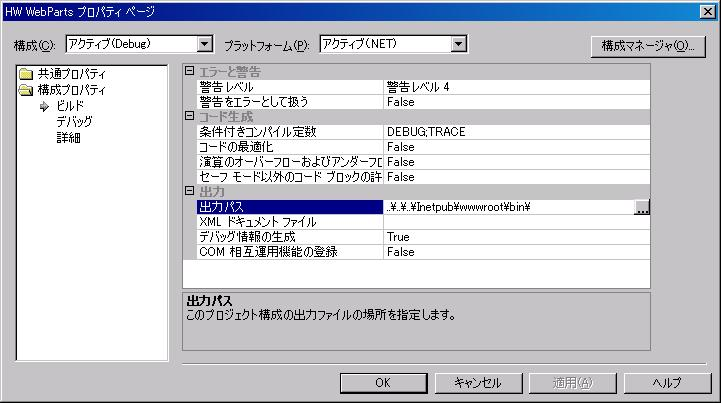 HW WebParts プロパティ ページ
構成(C): アクティブ(Debug) プラットフォーム(P): アクティブ(.NET) 構成マネージャ(O)...
共通プロパティ
構成プロパティ
ビルド
デバッグ
詳細
エラーと警告
警告レベル 警告レベル 4
警告をエラーとして扱う False
コード生成
条件付きコンパイル定数 DEBUG;TRACE
コードの最適化 False
演算のオーバーフローおよびアンダーフロ False
セーフ モード以外のコード ブロックの許 False
出力
出力パス ..¥..¥..¥Inetpub¥wwwroot¥bin¥ ...
XML ドキュメント ファイル
デバッグ情報の生成 True
COM 相互運用機能の登録 False
出力パス
このプロジェクト構成の出力ファイルの場所を指定します。
OK キャンセル 適用(A) ヘルプ